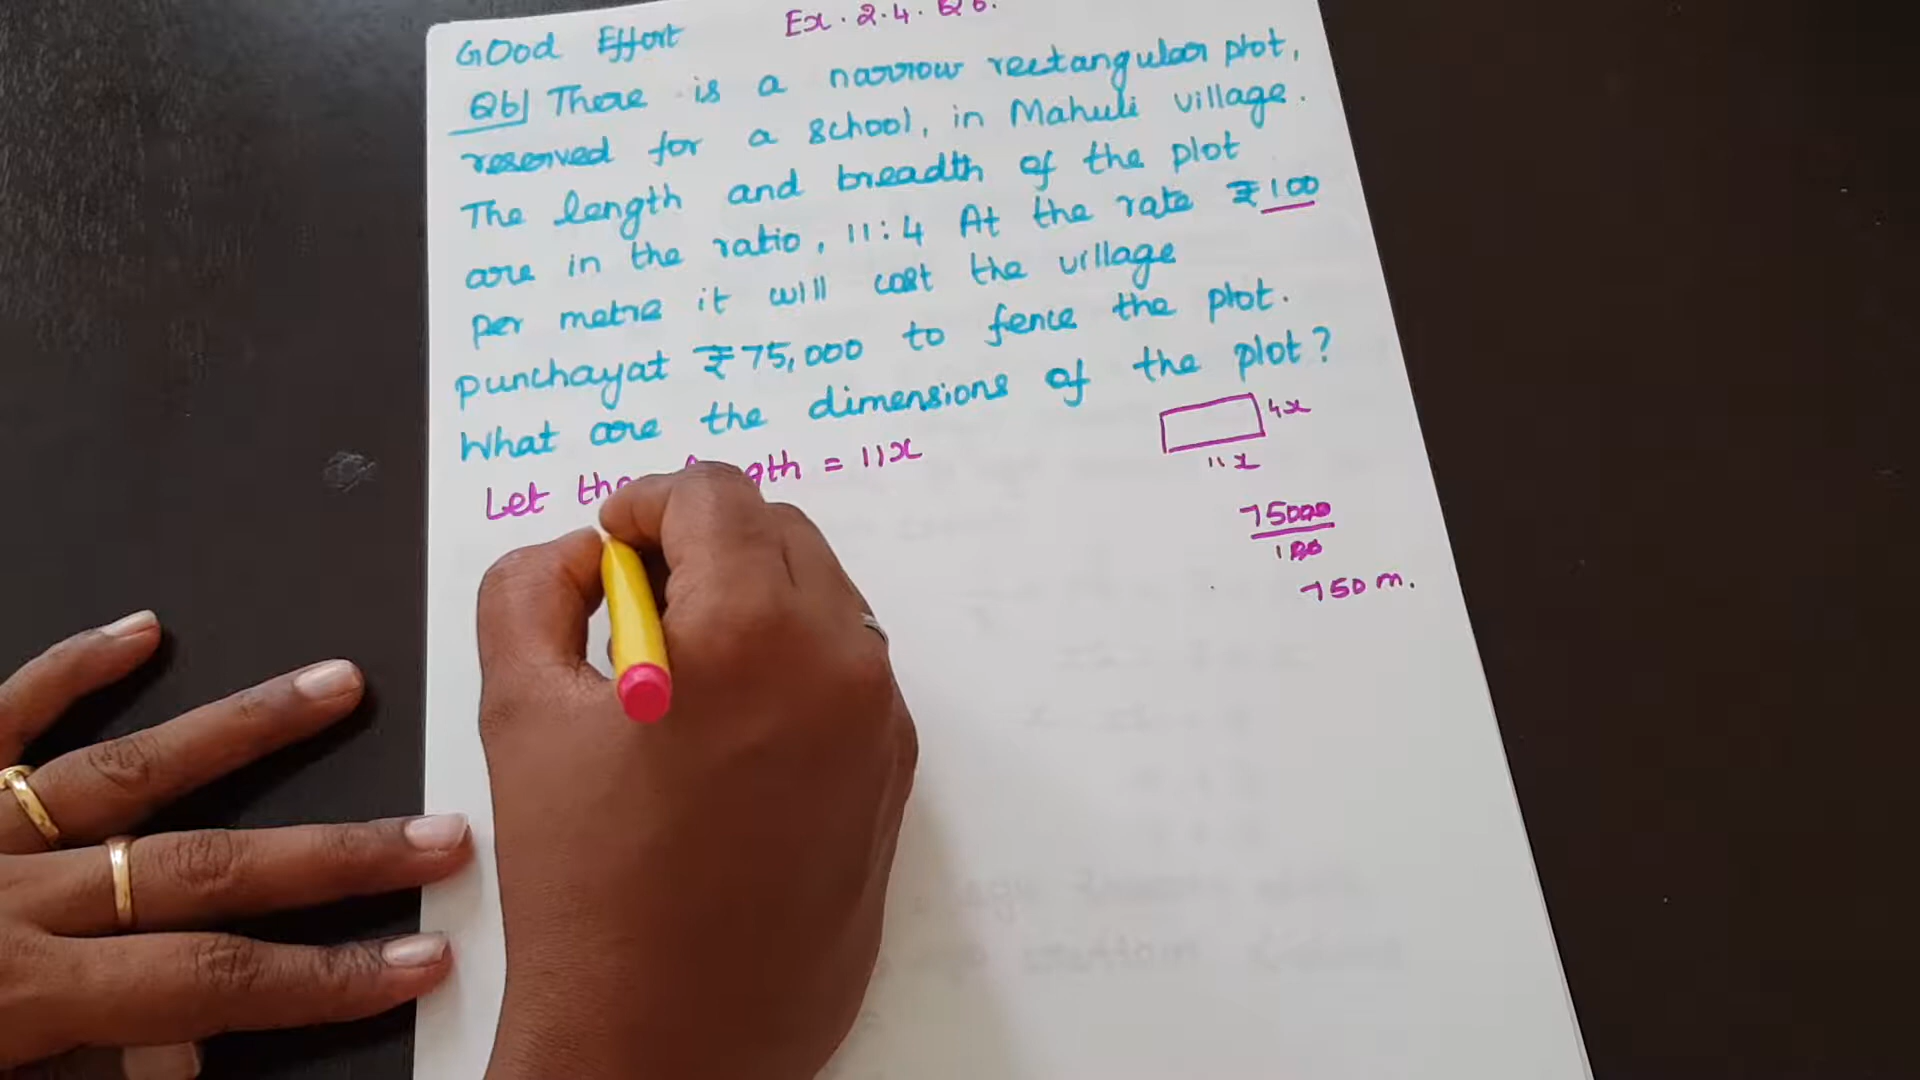 Good Effort
Ex. 2.4. Q6.
Q6] There is a narrow rectangular plot,
reserved for a school, in Mahuli village.
The length and breadth of the plot
are in the ratio, 11:4 At the rate ₹100
per metre it will cost the village
punchayat ₹75,000 to fence the plot.
What are the dimensions of the plot?
4x
11x
Let the length = 11x
75000
100
750 m.